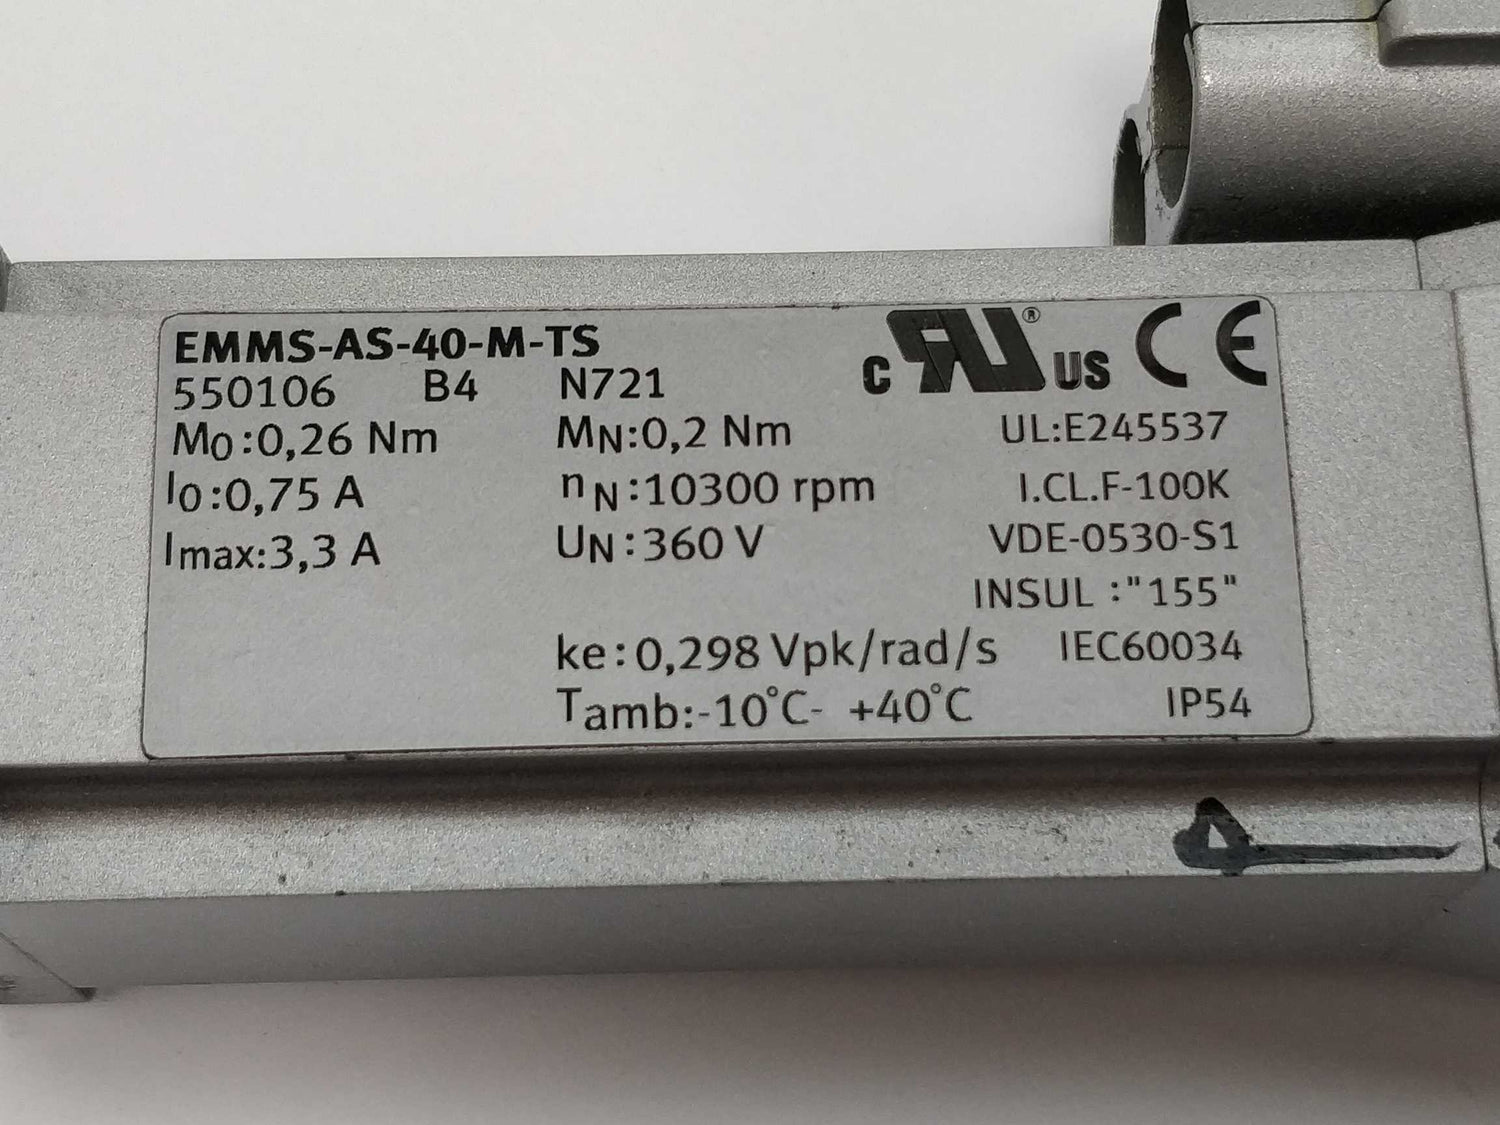 EMMS-AS-40-M-TS
550106 B4 N721
c RU ® US CE
M0:0,26 Nm MN:0,2 Nm UL:E245537
I0:0,75 A nN:10300 rpm I.CL.F-100K
Imax:3,3 A UN:360 V VDE-0530-S1
INSUL :"155"
ke:0,298 Vpk/rad/s IEC60034
Tamb:-10°C- +40°C IP54